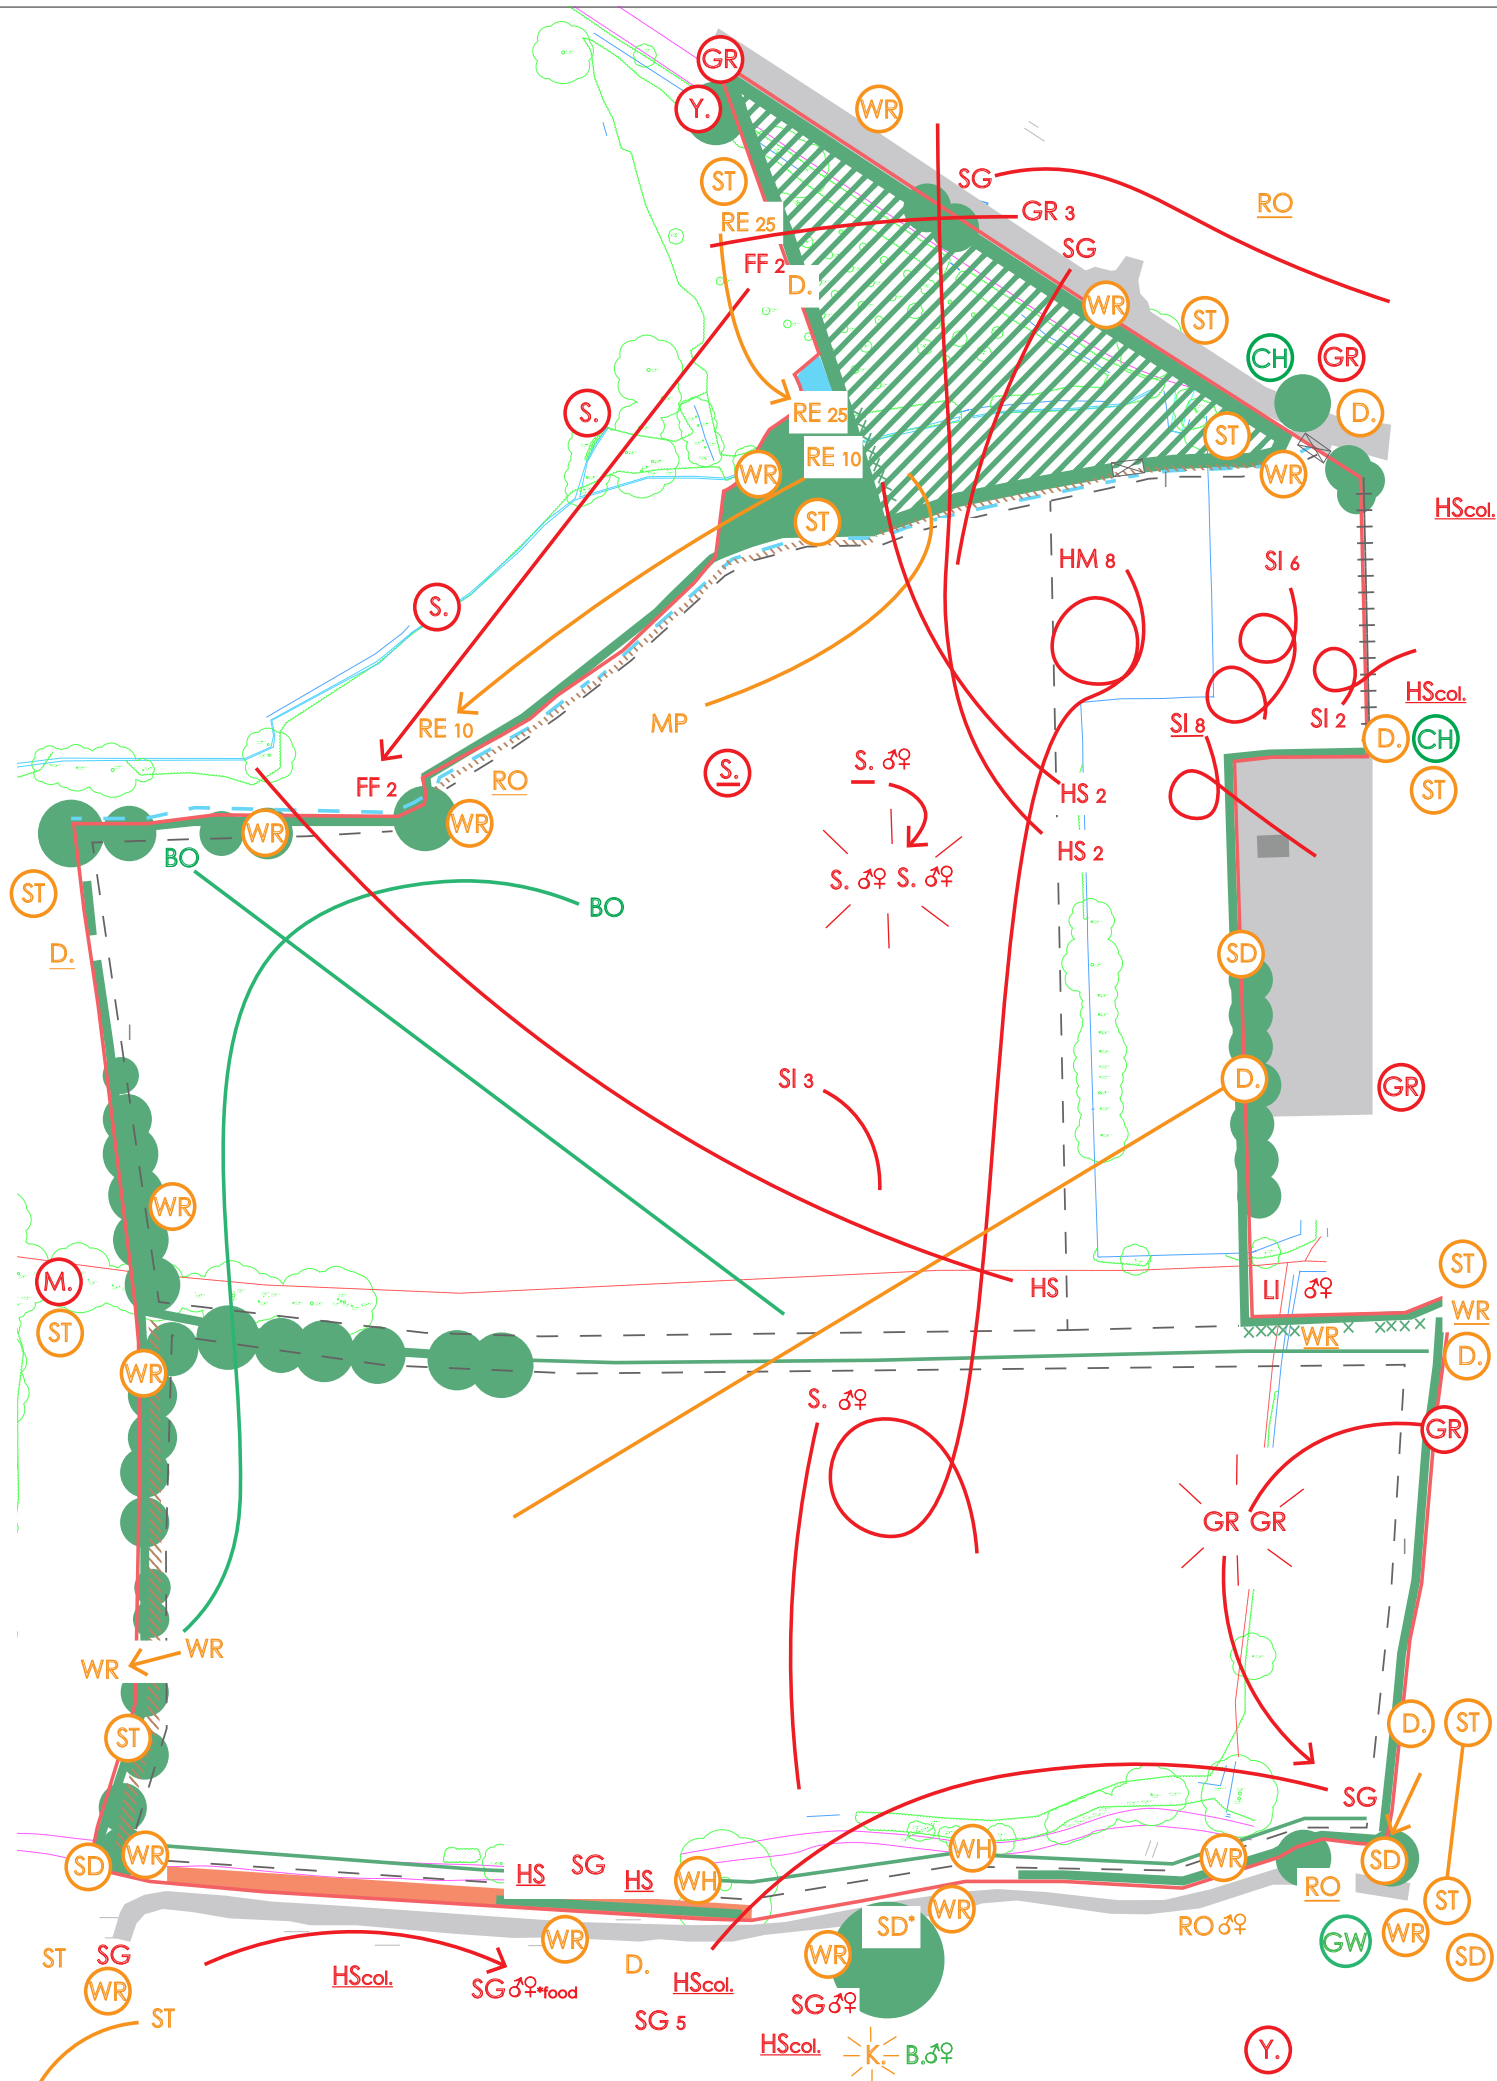 GR
Y.
WR
ST
SG
RO
RE 25
GR 3
SG
FF 2
D.
WR
ST
CH
GR
S.
RE 25
D.
ST
RE 10
WR
WR
HScol.
ST
HM 8
SI 6
S.
HScol.
RE 10
MP
SI 8
SI 2
D.
CH
S.
S. ♂♀
FF 2
RO
HS 2
ST
WR
WR
BO
HS 2
S. ♂♀ S. ♂♀
ST
BO
D.
SD
SI 3
D.
GR
WR
M.
HS
LI ♂♀
ST
ST
WR
WR
D.
WR
S. ♂♀
GR
GR GR
WR
WR
ST
D.
ST
SG
SD
WR
HS
SG
HS
WH
WH
WR
SD
RO
ST
WR
WR
SD*
RO ♂♀
GW
WR
ST
SG
D.
WR
SD
WR
HScol.
SG♂♀*food
HScol.
SG♂♀
ST
SG 5
HScol.
K.
B.♂♀
Y.